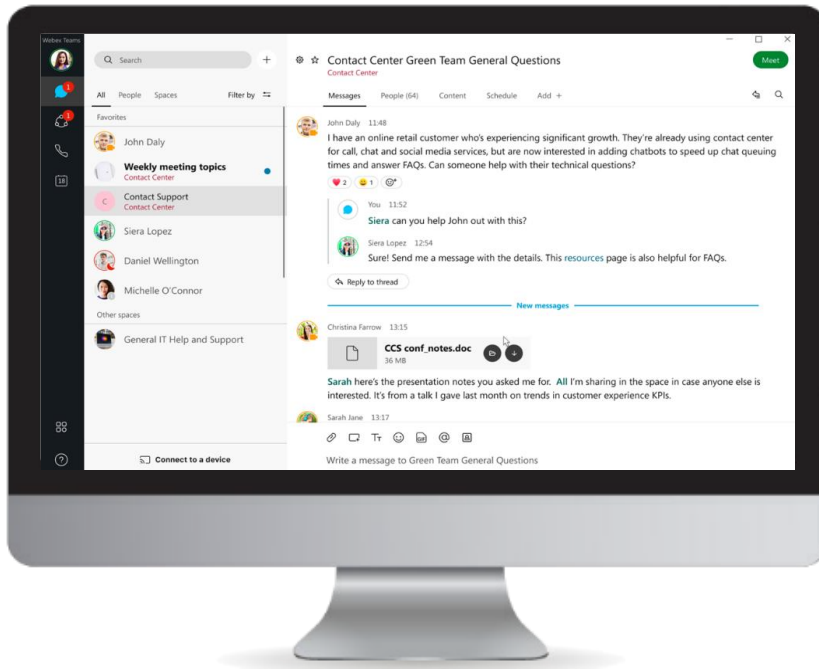 Webex Teams
Search
All People Spaces Filter by
Favorites
John Daly
Weekly meeting topics
Contact Center
C Contact Support
Contact Center
Siera Lopez
Daniel Wellington
Michelle O'Connor
Other spaces
General IT Help and Support
Connect to a device
1
1
18
Contact Center Green Team General Questions
Contact Center
Meet
Messages People (64) Content Schedule Add +
John Daly 11:48
I have an online retail customer who's experiencing significant growth. They're already using contact center
for call, chat and social media services, but are now interested in adding chatbots to speed up chat queuing
times and answer FAQs. Can someone help with their technical questions?
2 1
You 11:52
Siera can you help John out with this?
Siera Lopez 12:54
Sure! Send me a message with the details. This resources page is also helpful for FAQs.
Reply to thread
New messages
Christina Farrow 13:15
CCS conf_notes.doc
36 MB
Sarah here's the presentation notes you asked me for. All I'm sharing in the space in case anyone else is
interested. It's from a talk I gave last month on trends in customer experience KPIs.
Sarah Jane 13:17
Write a message to Green Team General Questions